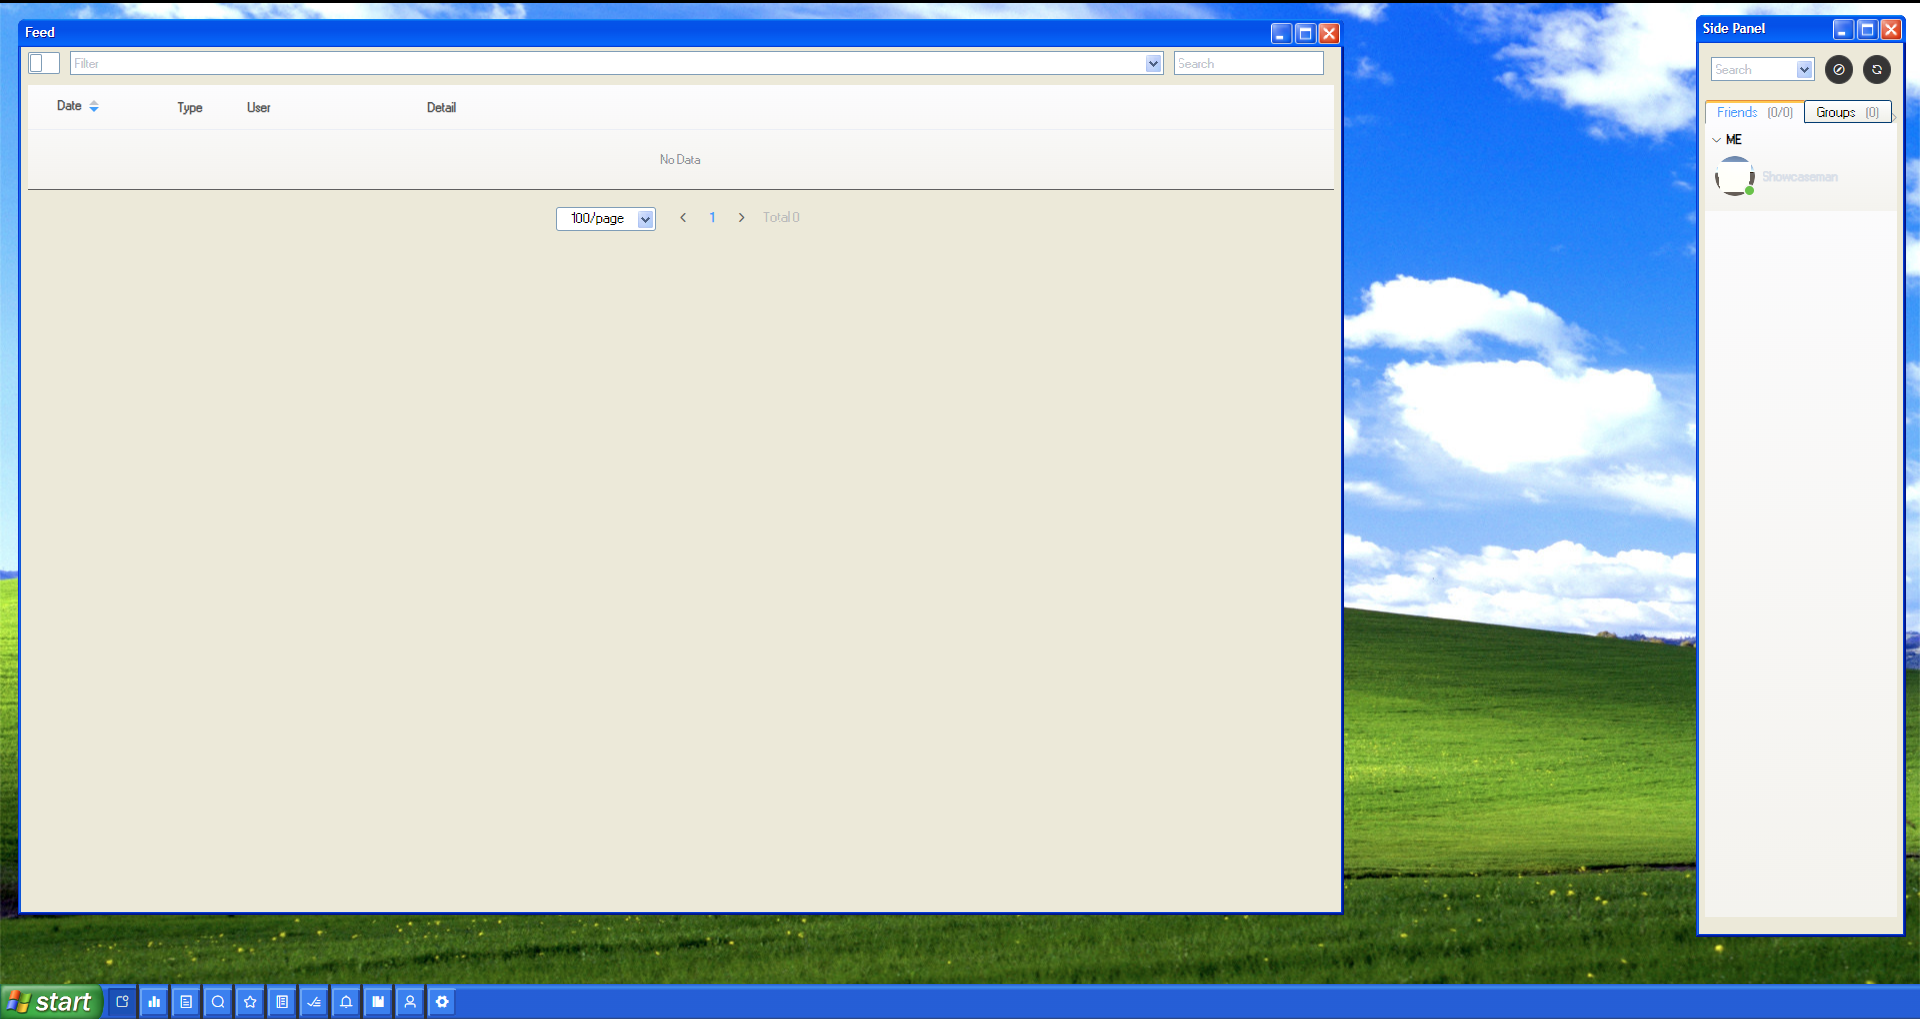 Feed
Filter
Search
Date
Type
User
Detail
No Data
100/page
1
Total 0
Side Panel
Search
Friends (0/0)
Groups (0)
ME
Showcaseman
start